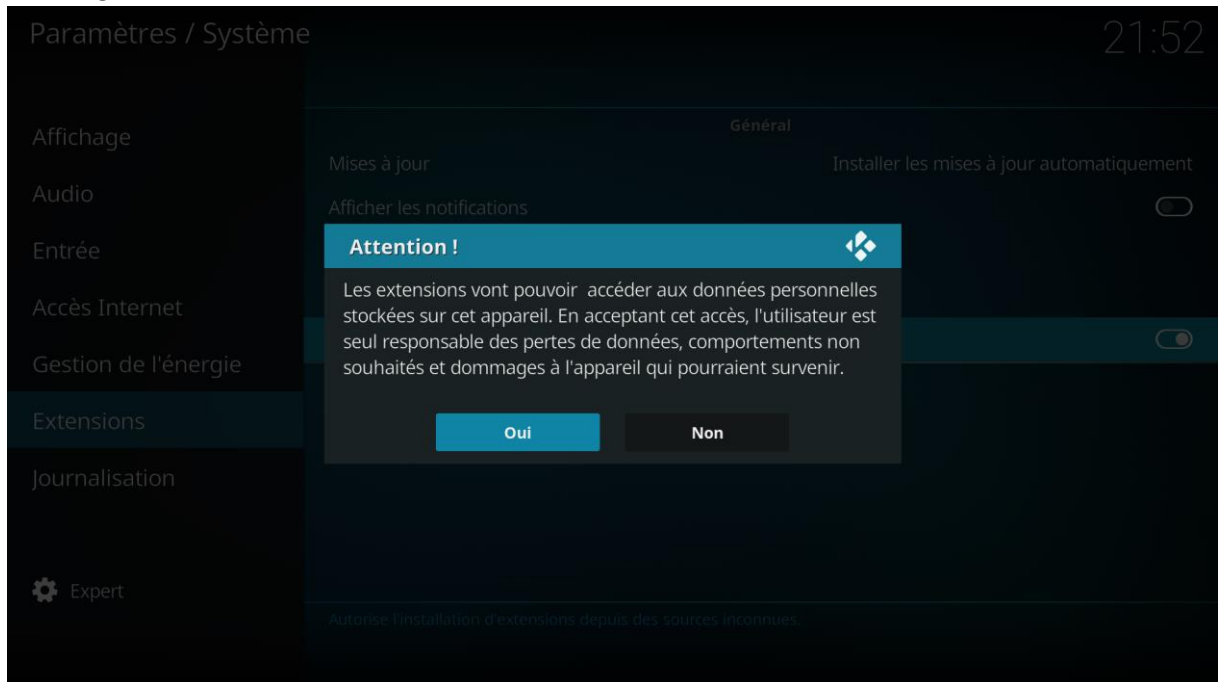 Paramètres / Système
21:52
Affichage
Audio
Entrée
Accès Internet
Gestion de l'énergie
Extensions
Journalisation
Expert
Général
Mises à jour
Installer les mises à jour automatiquement
Afficher les notifications
Attention !
Les extensions vont pouvoir  accéder aux données personnelles
stockées sur cet appareil. En acceptant cet accès, l'utilisateur est
seul responsable des pertes de données, comportements non
souhaités et dommages à l'appareil qui pourraient survenir.
Oui
Non
Autorise l'installation d'extensions depuis des sources inconnues.